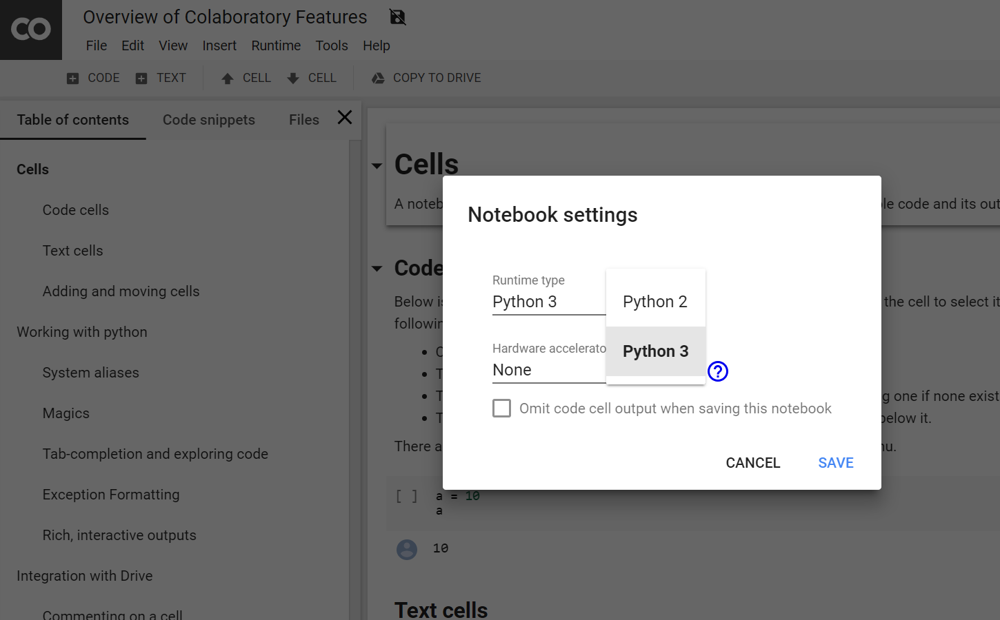 CO
Overview of Colaboratory Features
File Edit View Insert Runtime Tools Help
CODE TEXT CELL CELL COPY TO DRIVE
Table of contents Code snippets Files
Cells
Code cells
Text cells
Adding and moving cells
Working with python
System aliases
Magics
Tab-completion and exploring code
Exception Formatting
Rich, interactive outputs
Integration with Drive
Commenting on a cell
Cells
A noteb
le code and its out
Code
Below is
the cell to select it
followin
g one if none exist
below it.
There a
nu.
[ ] a = 10
a
10
Text cells
Notebook settings
Runtime type
Python 3
Python 2
Python 3
Hardware accelerato
None
?
Omit code cell output when saving this notebook
CANCEL SAVE